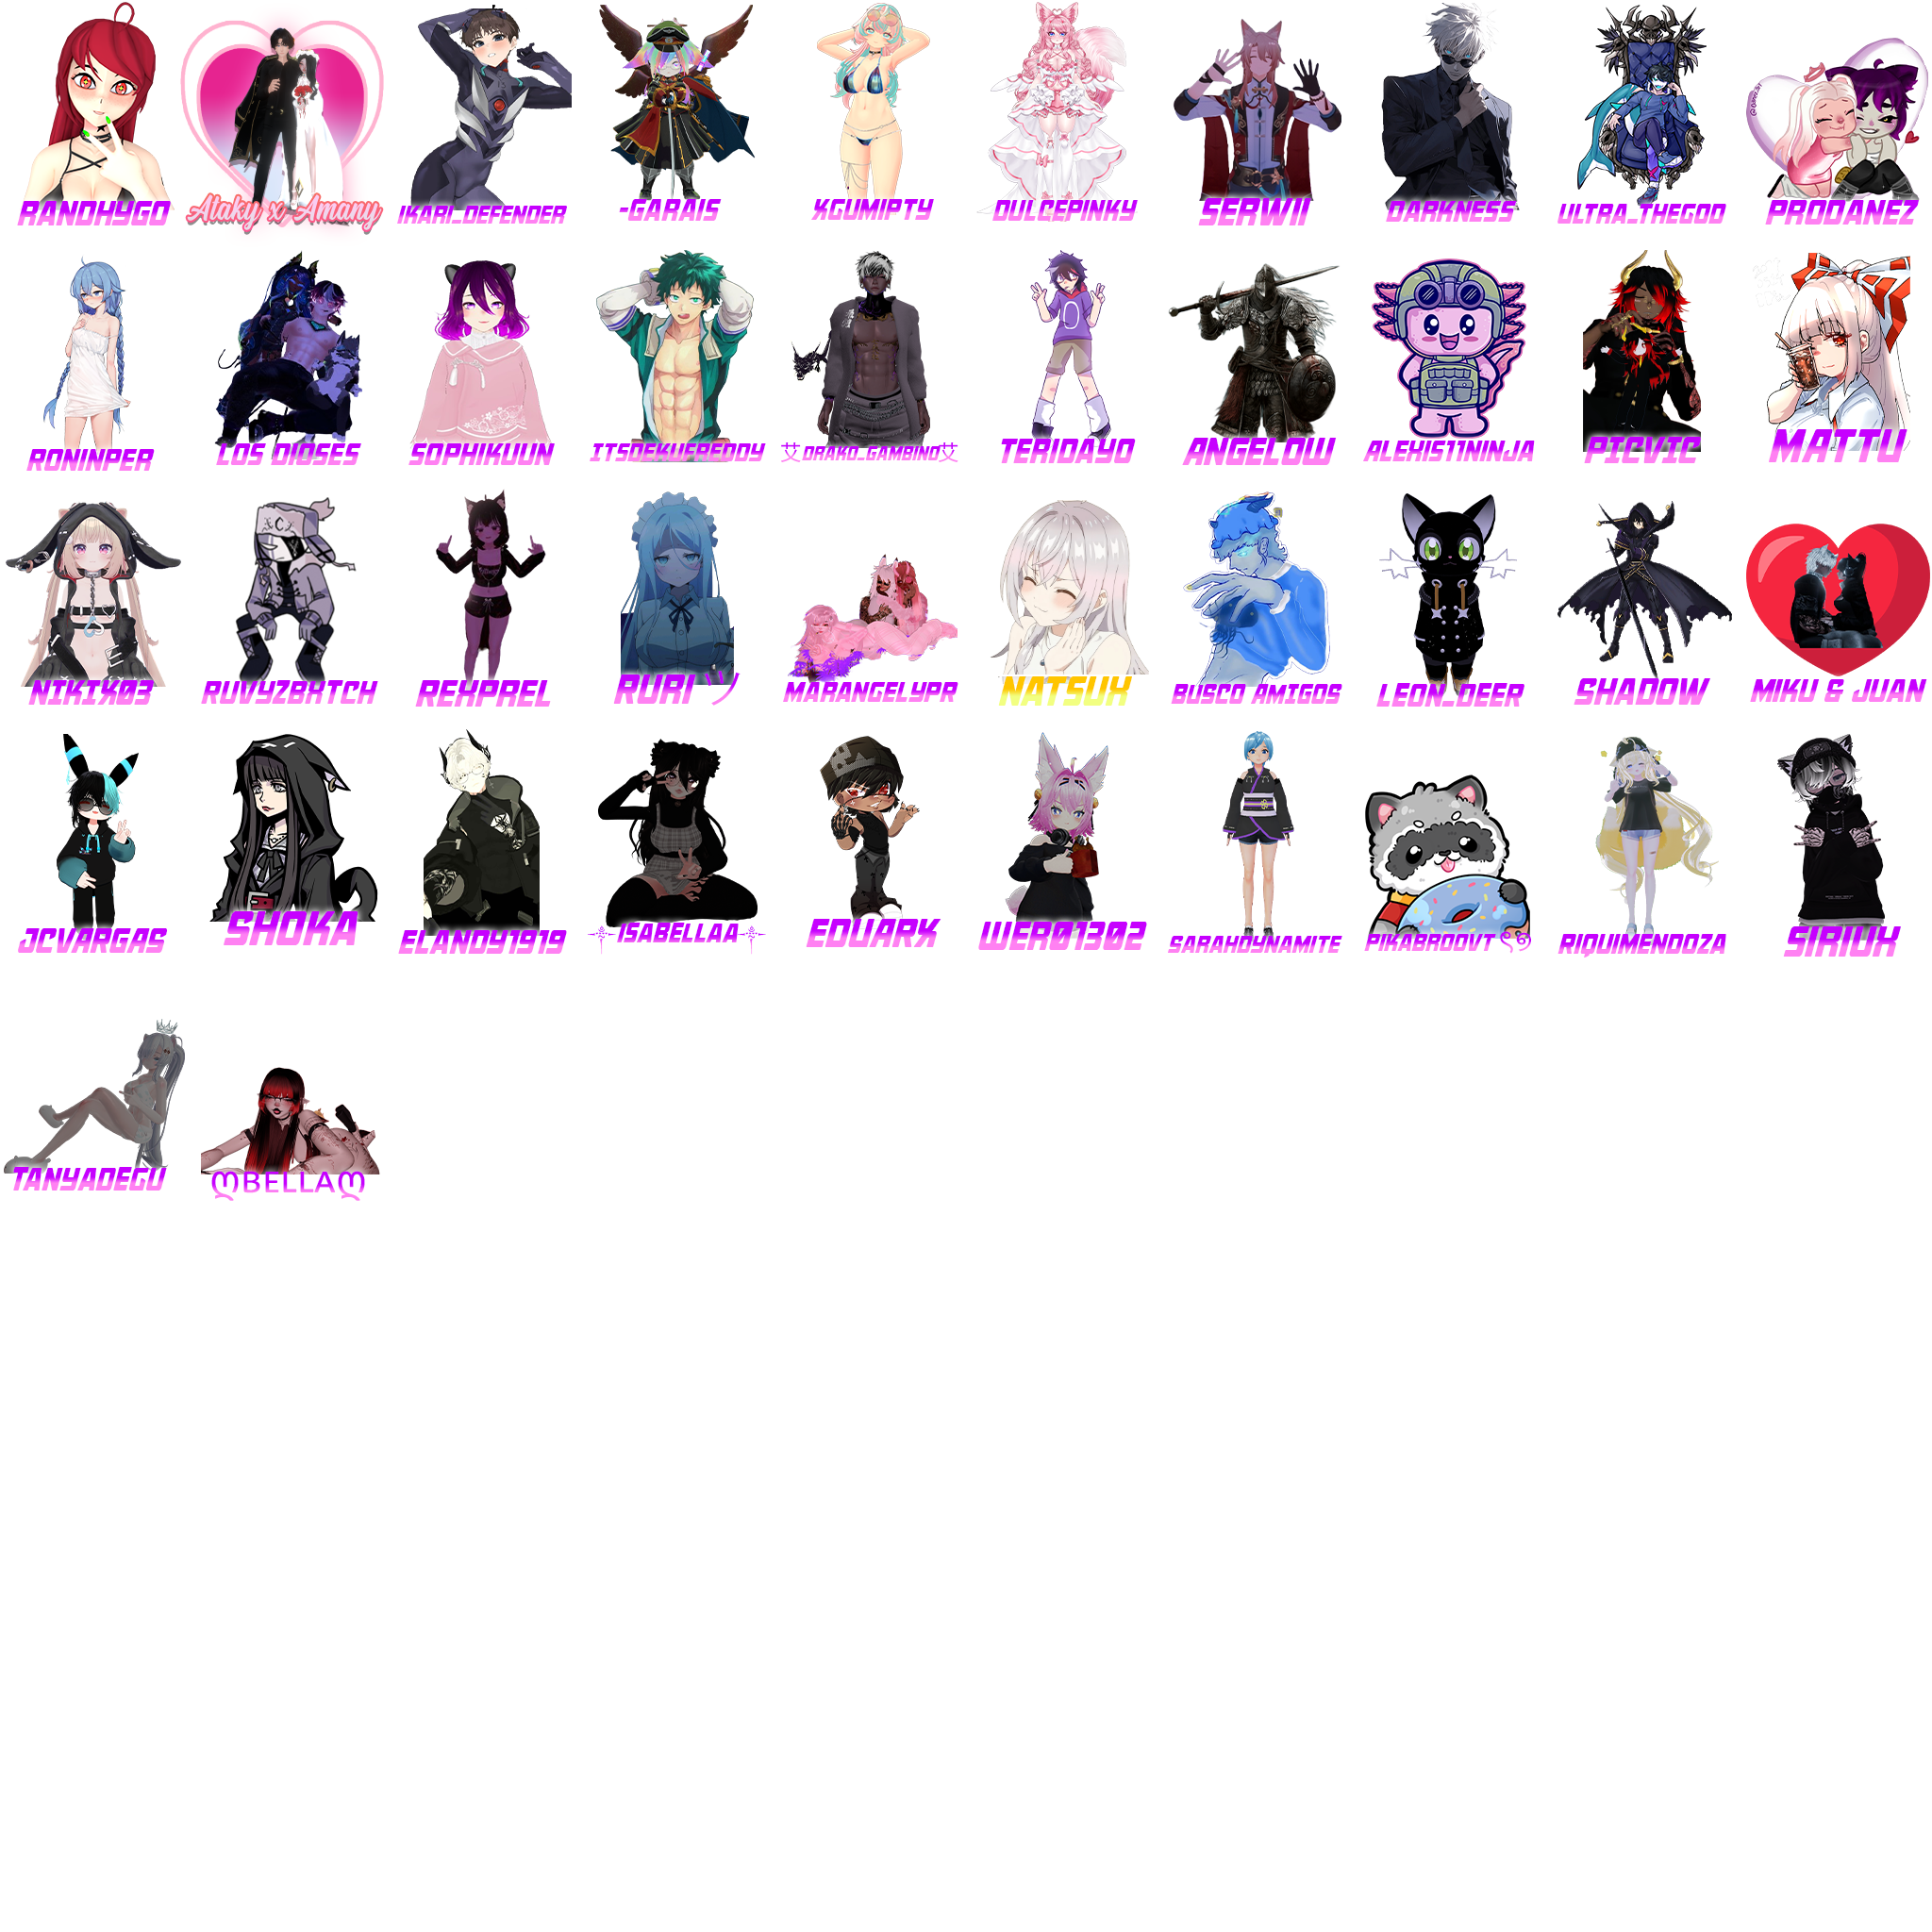 RANDHYGO
Ataky x Amany
IKARI_DEFENDER
-GARAIS
XGUMIPTY
DULCEPINKY
SERWII
DARKNESS
ULTRA_THEGOD
PRODANEZ
RONINPER
LOS DIOSES
SOPHIKUUN
ITSDEKUFREDDY
艾DRAKO_GAMBINO艾
TERIDAYO
ANGELOW
ALEXIS11NINJA
PICVIC
MATTU
NIKIK03
RUVYZBXTCH
REXPREL
RURI ツ
MARANGELYPR
NATSUX
BUSCO AMIGOS
LEON_DEER
SHADOW
MIKU & JUAN
JCVARGAS
SHOKA
ELANDY1919
ISABELLAA
EDUARX
WER01302
SARAHDYNAMITE
PIKABROOVT
RIQUIMENDOZA
SIRIUX
TANYADEGU
ღBELLAღ